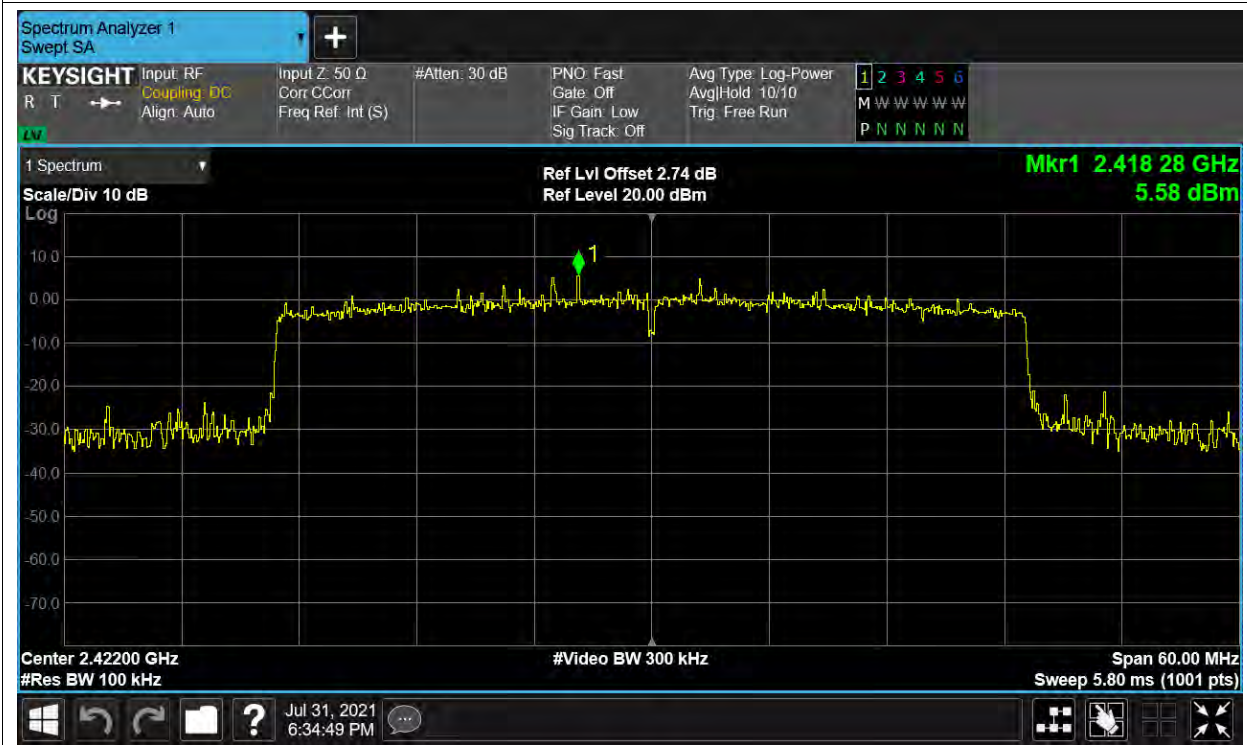 Spectrum Analyzer 1
Swept SA
KEYSIGHT
R T
LV
Input: RF
Coupling: DC
Align: Auto
Input Z: 50 Ω
Corr CCorr
Freq Ref: Int (S)
#Atten: 30 dB
PNO: Fast
Gate: Off
IF Gain: Low
Sig Track: Off
Avg Type: Log-Power
Avg|Hold: 10/10
Trig: Free Run
1 2 3 4 5 6
M W W W W W
P N N N N N
1 Spectrum
Scale/Div 10 dB
Log
Ref Lvl Offset 2.74 dB
Ref Level 20.00 dBm
Mkr1 2.418 28 GHz
5.58 dBm
1
10.0
0.00
-10.0
-20.0
-30.0
-40.0
-50.0
-60.0
-70.0
Center 2.42200 GHz
#Res BW 100 kHz
#Video BW 300 kHz
Span 60.00 MHz
Sweep 5.80 ms (1001 pts)
?
Jul 31, 2021
6:34:49 PM